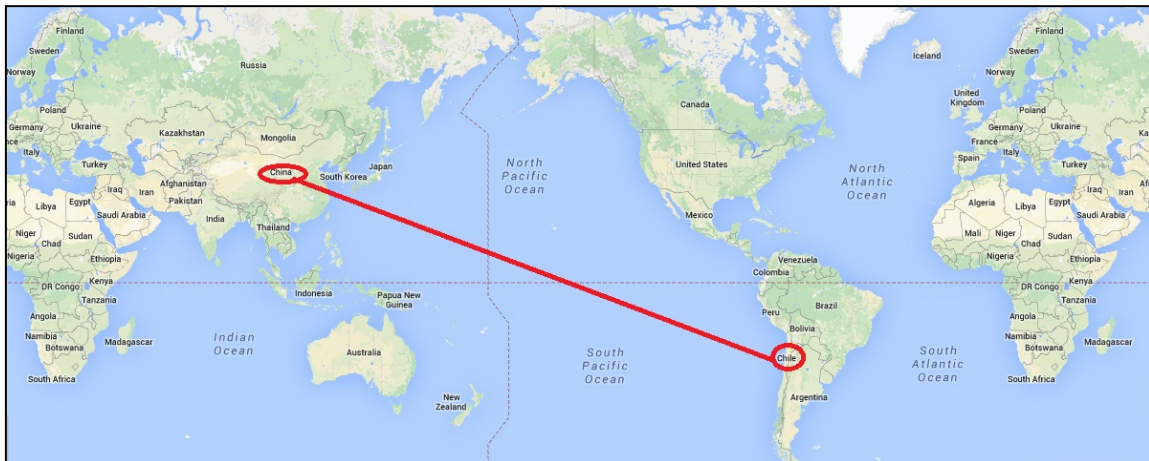 Finland
Sweden
Norway
Russia
Poland
Germany
Ukraine
nce
Italy
Kazakhstan
Mongolia
Turkey
China
South Korea
Japan
Iraq
Iran
Afghanistan
Pakistan
ria
Libya
Egypt
Saudi Arabia
India
Thailand
Niger
Chad
Sudan
Nigeria
Ethiopia
Kenya
DR Congo
Tanzania
Indonesia
Papua New
Guinea
Angola
Namibia
Botswana
Madagascar
South Africa
Indian
Ocean
Australia
New
Zealand
North
Pacific
Ocean
South
Pacific
Ocean
Canada
United States
Mexico
Venezuela
Colombia
Brazil
Peru
Bolivia
Chile
Argentina
North
Atlantic
Ocean
South
Atlantic
Ocean
Iceland
Finland
Sweden
Norway
United
Kingdom
Poland
Germany
Ukraine
France
Italy
Spain
Turkey
Ka
Iraq
Iran
Algeria
Libya
Egypt
Saudi Arabia
Mali
Niger
Chad
Sudan
Nigeria
Ethiopia
Kenya
DR Congo
Tanzania
Angola
Namibia
Botswana
Madagascar
South Africa